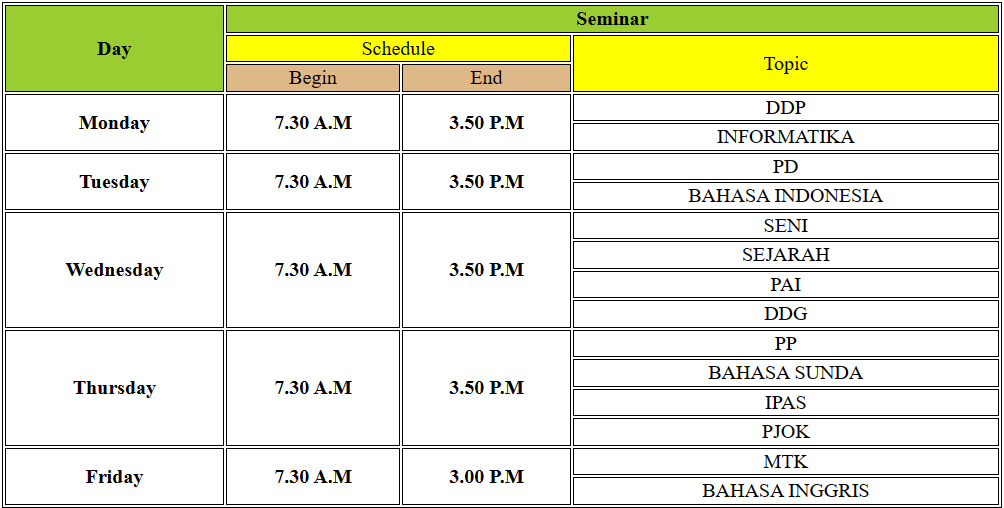 Day
Seminar
Schedule
Topic
Begin
End
Monday
7.30 A.M
3.50 P.M
DDP
INFORMATIKA
Tuesday
7.30 A.M
3.50 P.M
PD
BAHASA INDONESIA
Wednesday
7.30 A.M
3.50 P.M
SENI
SEJARAH
PAI
DDG
Thursday
7.30 A.M
3.50 P.M
PP
BAHASA SUNDA
IPAS
PJOK
Friday
7.30 A.M
3.00 P.M
MTK
BAHASA INGGRIS